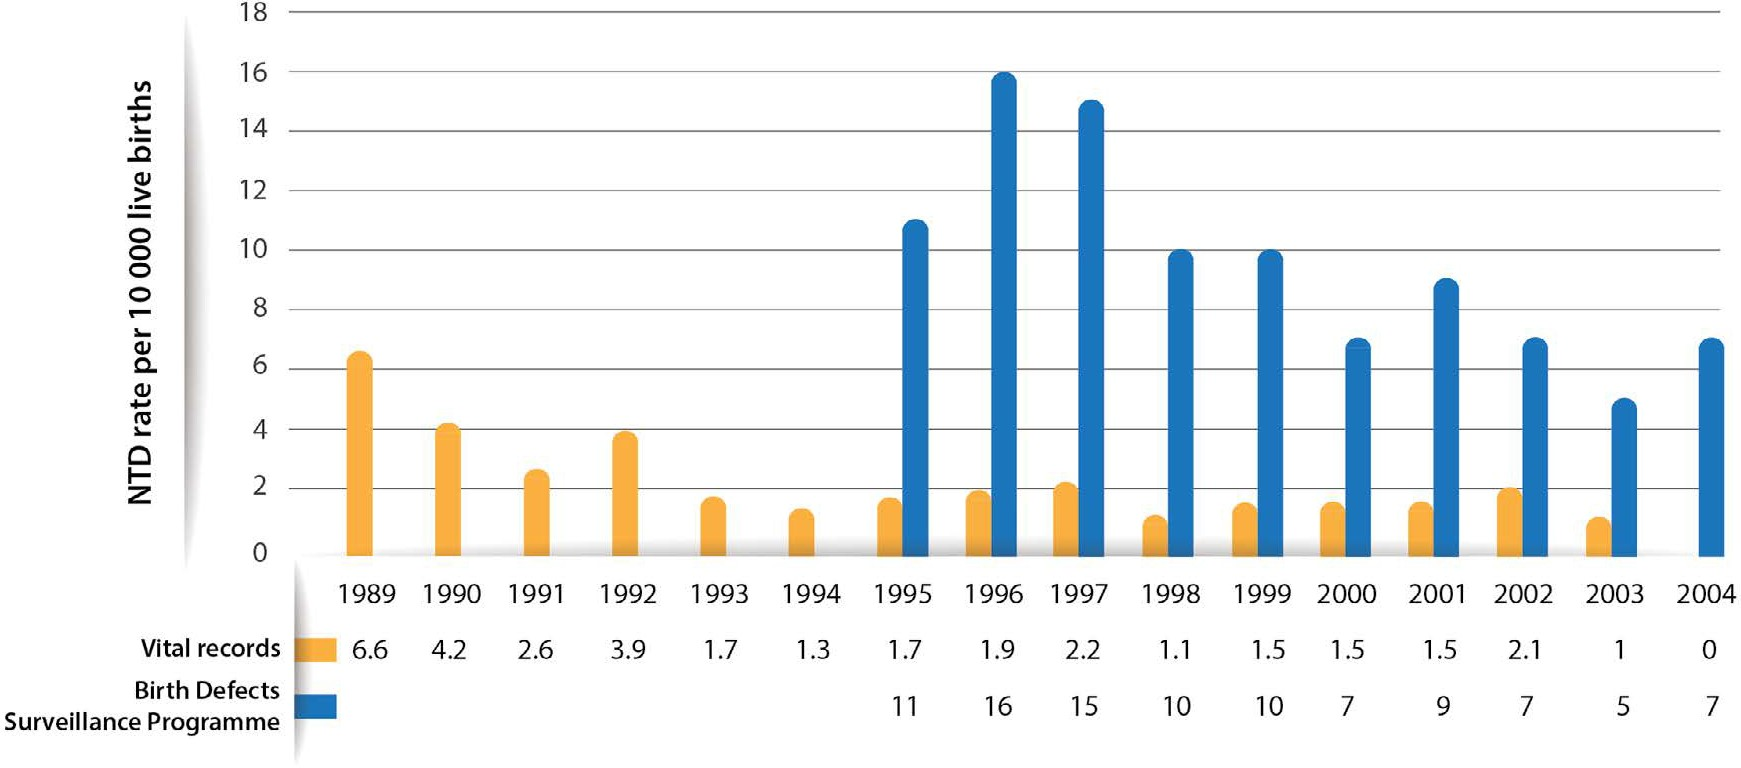 NTD rate per 10 000 live births
18
16
14
12
10
8
6
4
2
0
1989 1990 1991 1992 1993 1994 1995 1996 1997 1998 1999 2000 2001 2002 2003 2004
Vital records 6.6 4.2 2.6 3.9 1.7 1.3 1.7 1.9 2.2 1.1 1.5 1.5 1.5 2.1 1 0
Birth Defects
Surveillance Programme 11 16 15 10 10 7 9 7 5 7